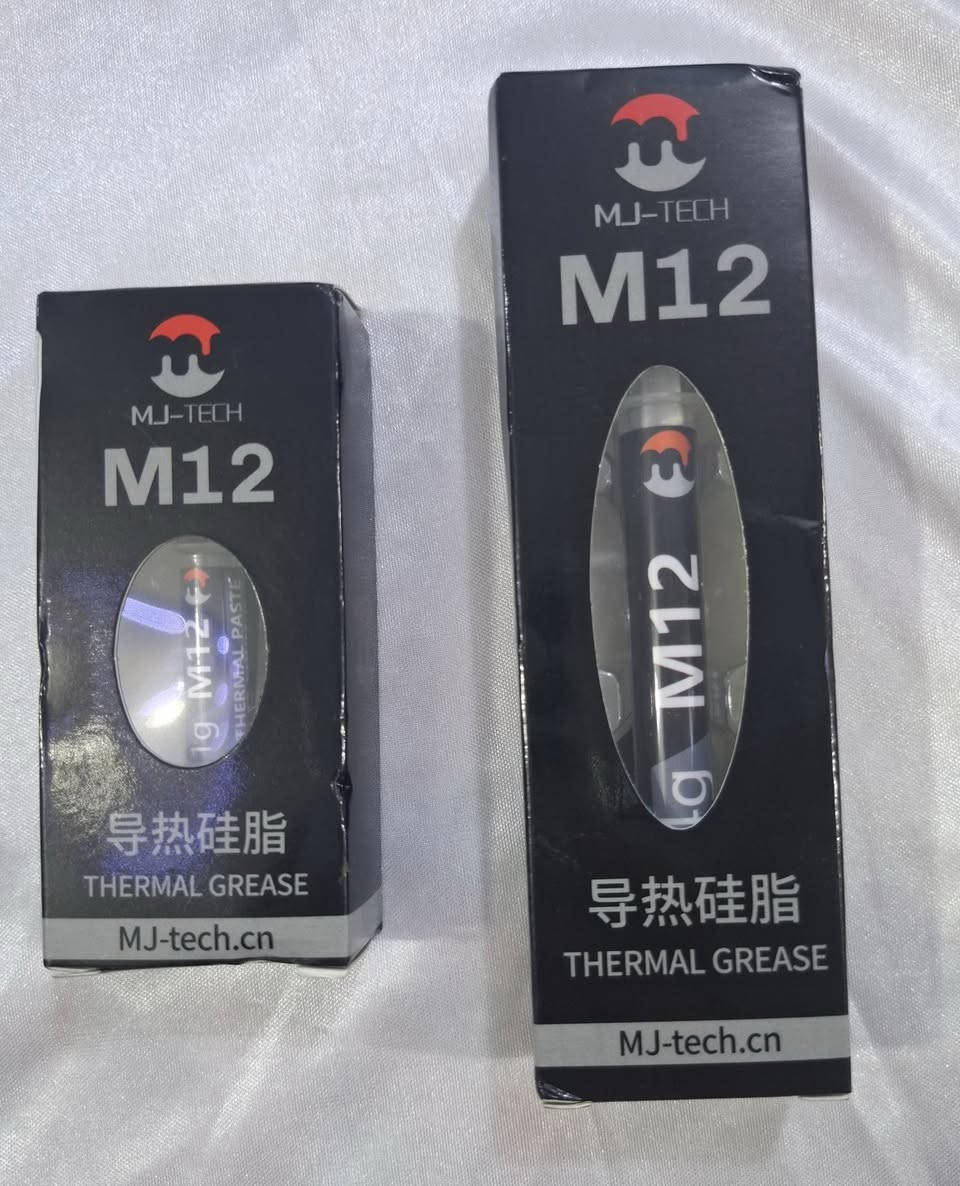 MJ-TECH
M12
1g M12
THERMAL PASTE
导热硅脂
THERMAL GREASE
MJ-tech.cn
MJ-TECH
M12
M12
导热硅脂
THERMAL GREASE
MJ-tech.cn